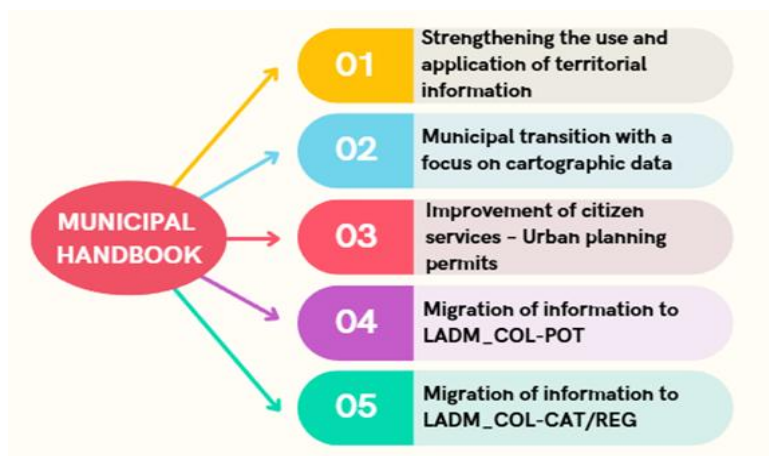 MUNICIPAL
HANDBOOK
01
Strengthening the use and
application of territorial
information
02
Municipal transition with a
focus on cartographic data
03
Improvement of citizen
services – Urban planning
permits
04
Migration of information to
LADM_COL-POT
05
Migration of information to
LADM_COL-CAT/REG